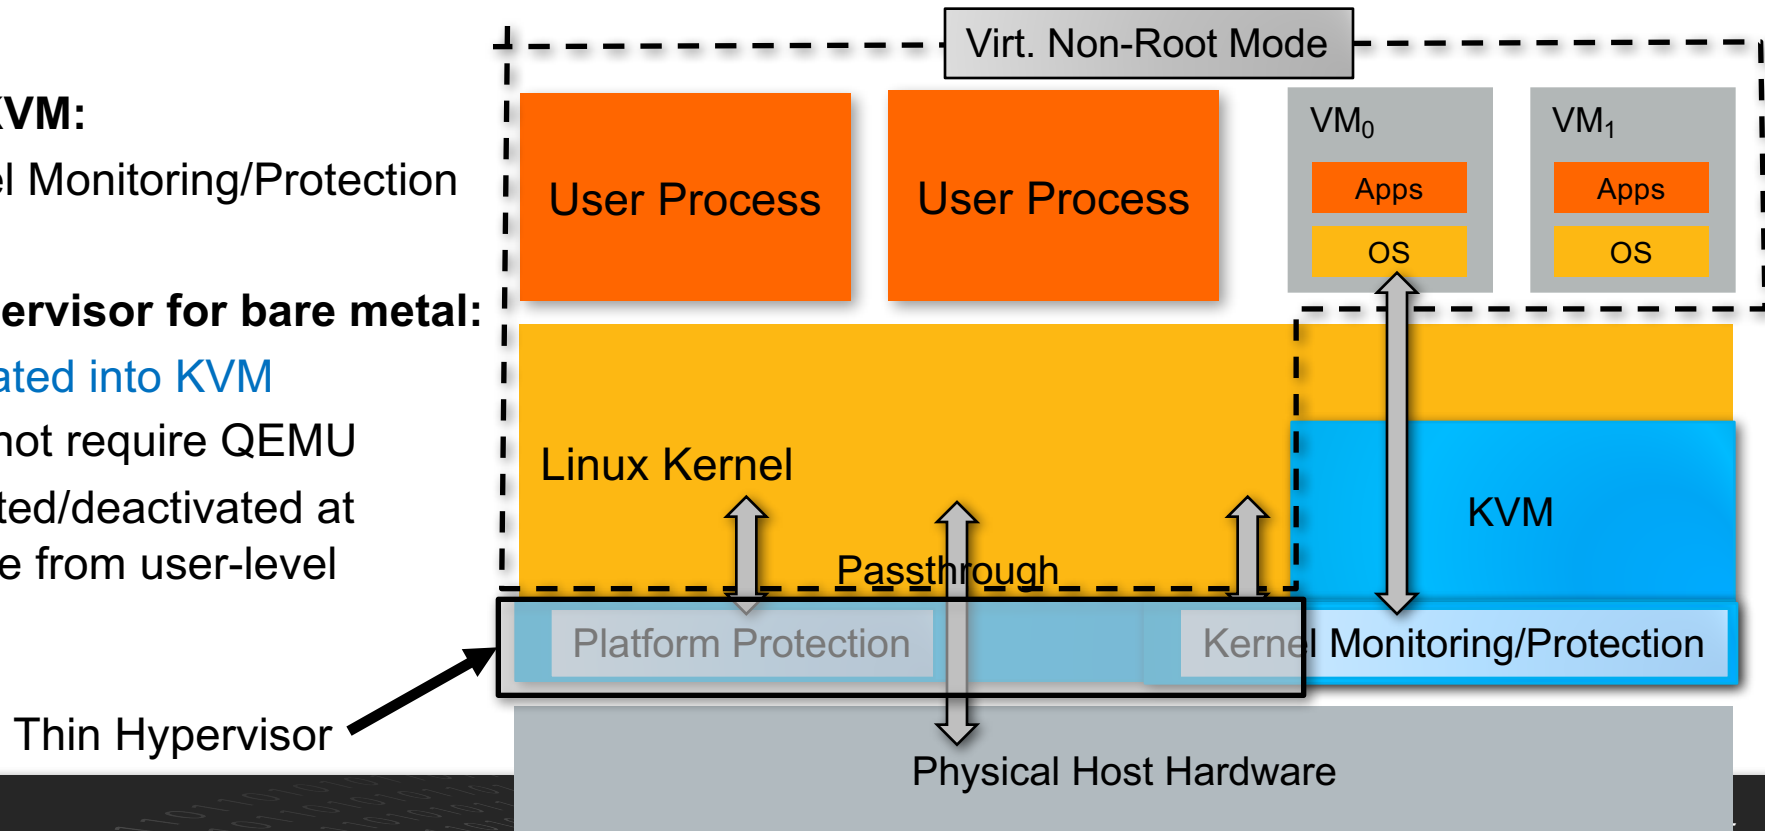 Virt. Non-Root Mode
KVM:
el Monitoring/Protection
ervisor for bare metal:
ated into KVM
not require QEMU
ted/deactivated at
e from user-level
User Process
User Process
VM0
Apps
OS
VM1
Apps
OS
Linux Kernel
KVM
Passthrough
Platform Protection
Kernel Monitoring/Protection
Thin Hypervisor
Physical Host Hardware